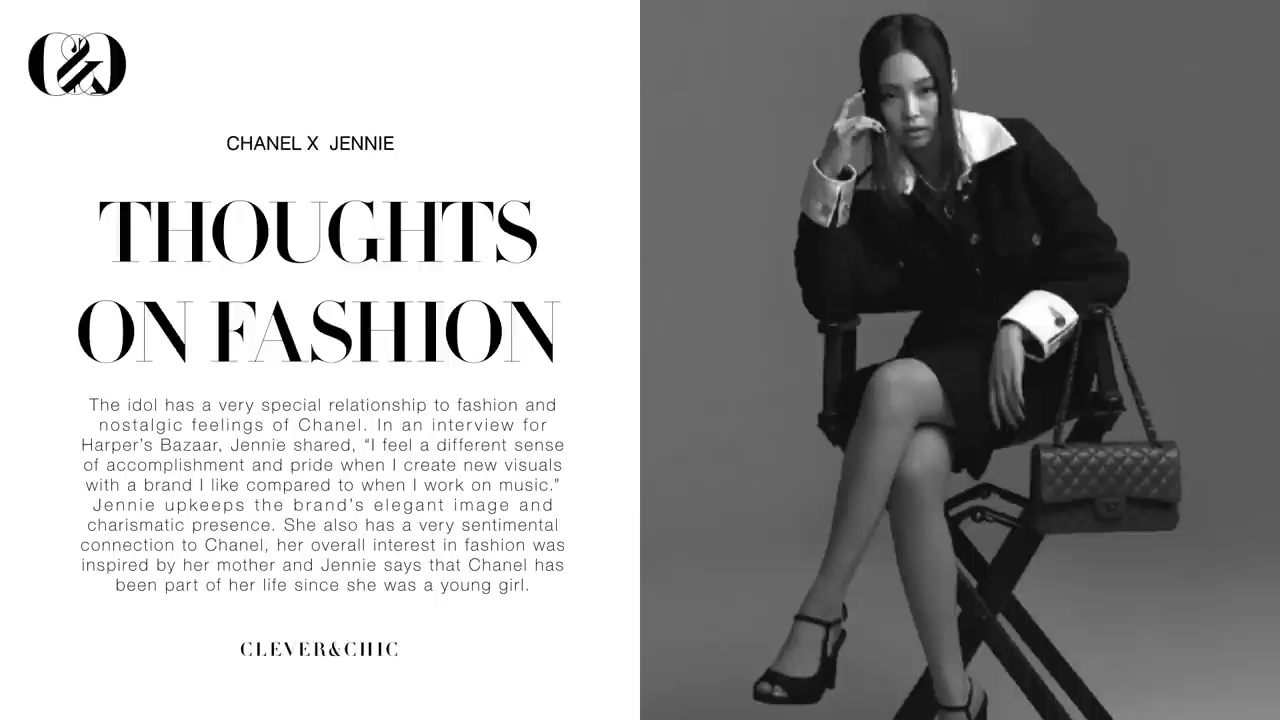 C&C
CHANEL X JENNIE
THOUGHTS
ON FASHION
The idol has a very special relationship to fashion and
nostalgic feelings of Chanel. In an interview for
Harper's Bazaar, Jennie shared, “I feel a different sense
of accomplishment and pride when I create new visuals
with a brand I like compared to when I work on music.”
Jennie upkeeps the brand's elegant image and
charismatic presence. She also has a very sentimental
connection to Chanel, her overall interest in fashion was
inspired by her mother and Jennie says that Chanel has
been part of her life since she was a young girl.
CLEVER&CHIC